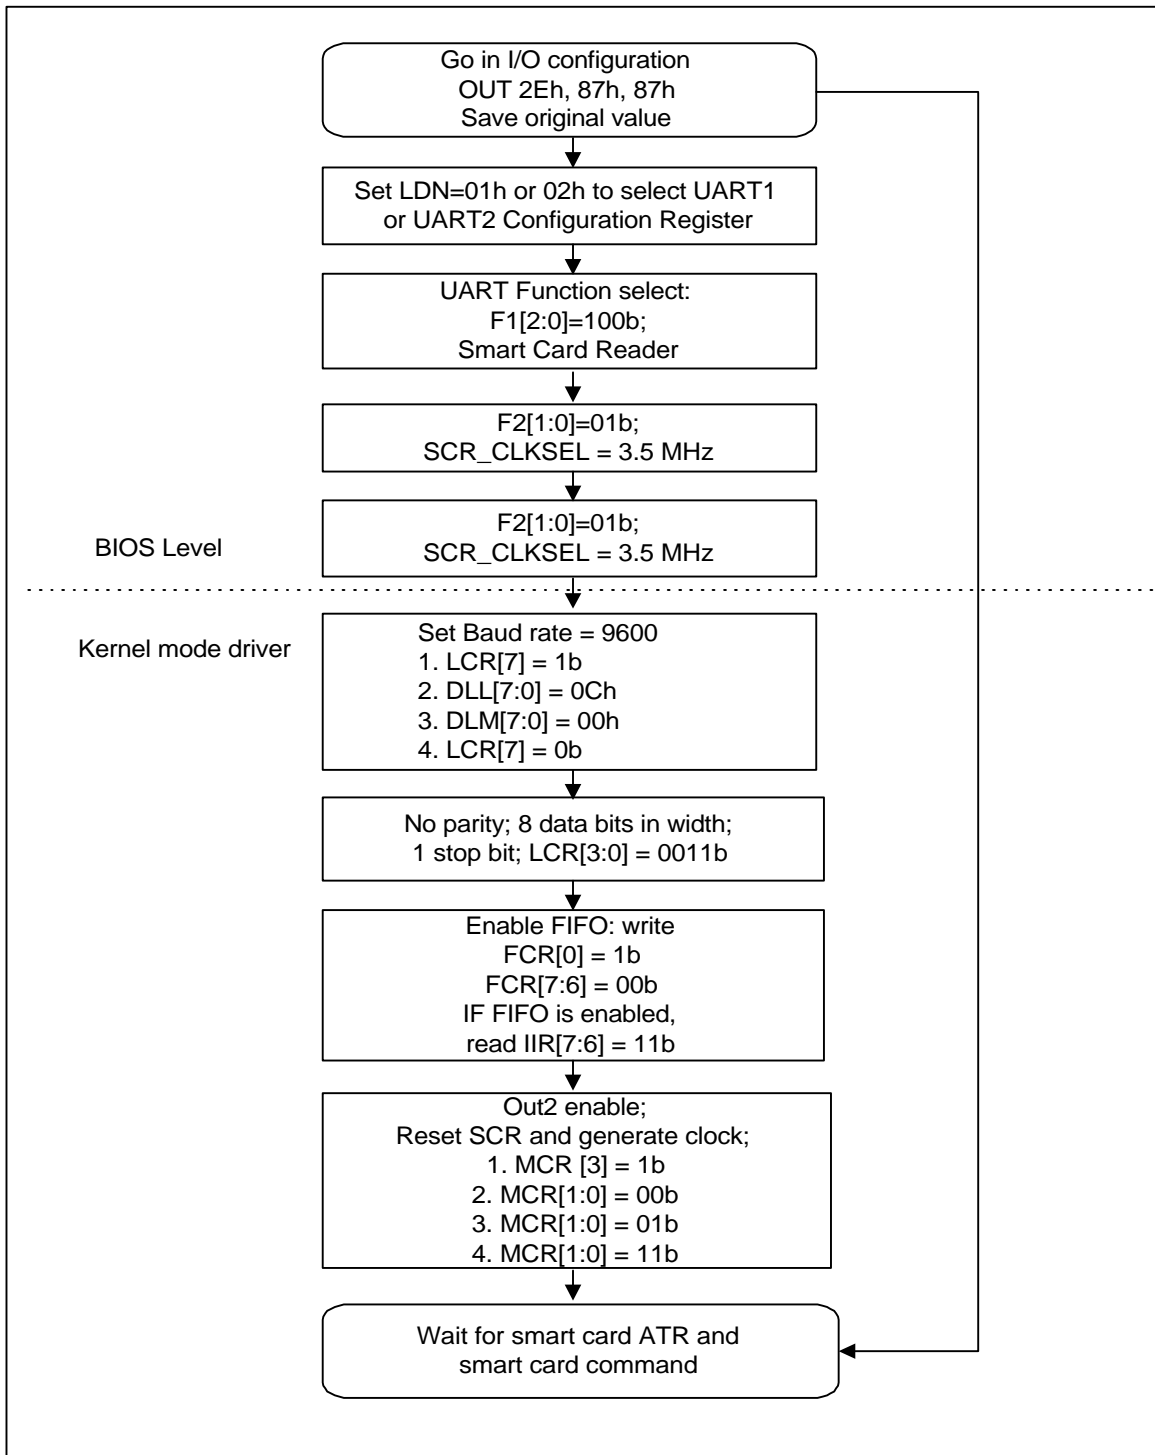 Go in I/O configuration
OUT 2Eh, 87h, 87h
Save original value
Set LDN=01h or 02h to select UART1
or UART2 Configuration Register
UART Function select:
F1[2:0]=100b;
Smart Card Reader
F2[1:0]=01b;
SCR_CLKSEL = 3.5 MHz
F2[1:0]=01b;
SCR_CLKSEL = 3.5 MHz
BIOS Level
Kernel mode driver
Set Baud rate = 9600
1. LCR[7] = 1b
2. DLL[7:0] = 0Ch
3. DLM[7:0] = 00h
4. LCR[7] = 0b
No parity; 8 data bits in width;
1 stop bit; LCR[3:0] = 0011b
Enable FIFO: write
FCR[0] = 1b
FCR[7:6] = 00b
IF FIFO is enabled,
read IIR[7:6] = 11b
Out2 enable;
Reset SCR and generate clock;
1. MCR [3] = 1b
2. MCR[1:0] = 00b
3. MCR[1:0] = 01b
4. MCR[1:0] = 11b
Wait for smart card ATR and
smart card command